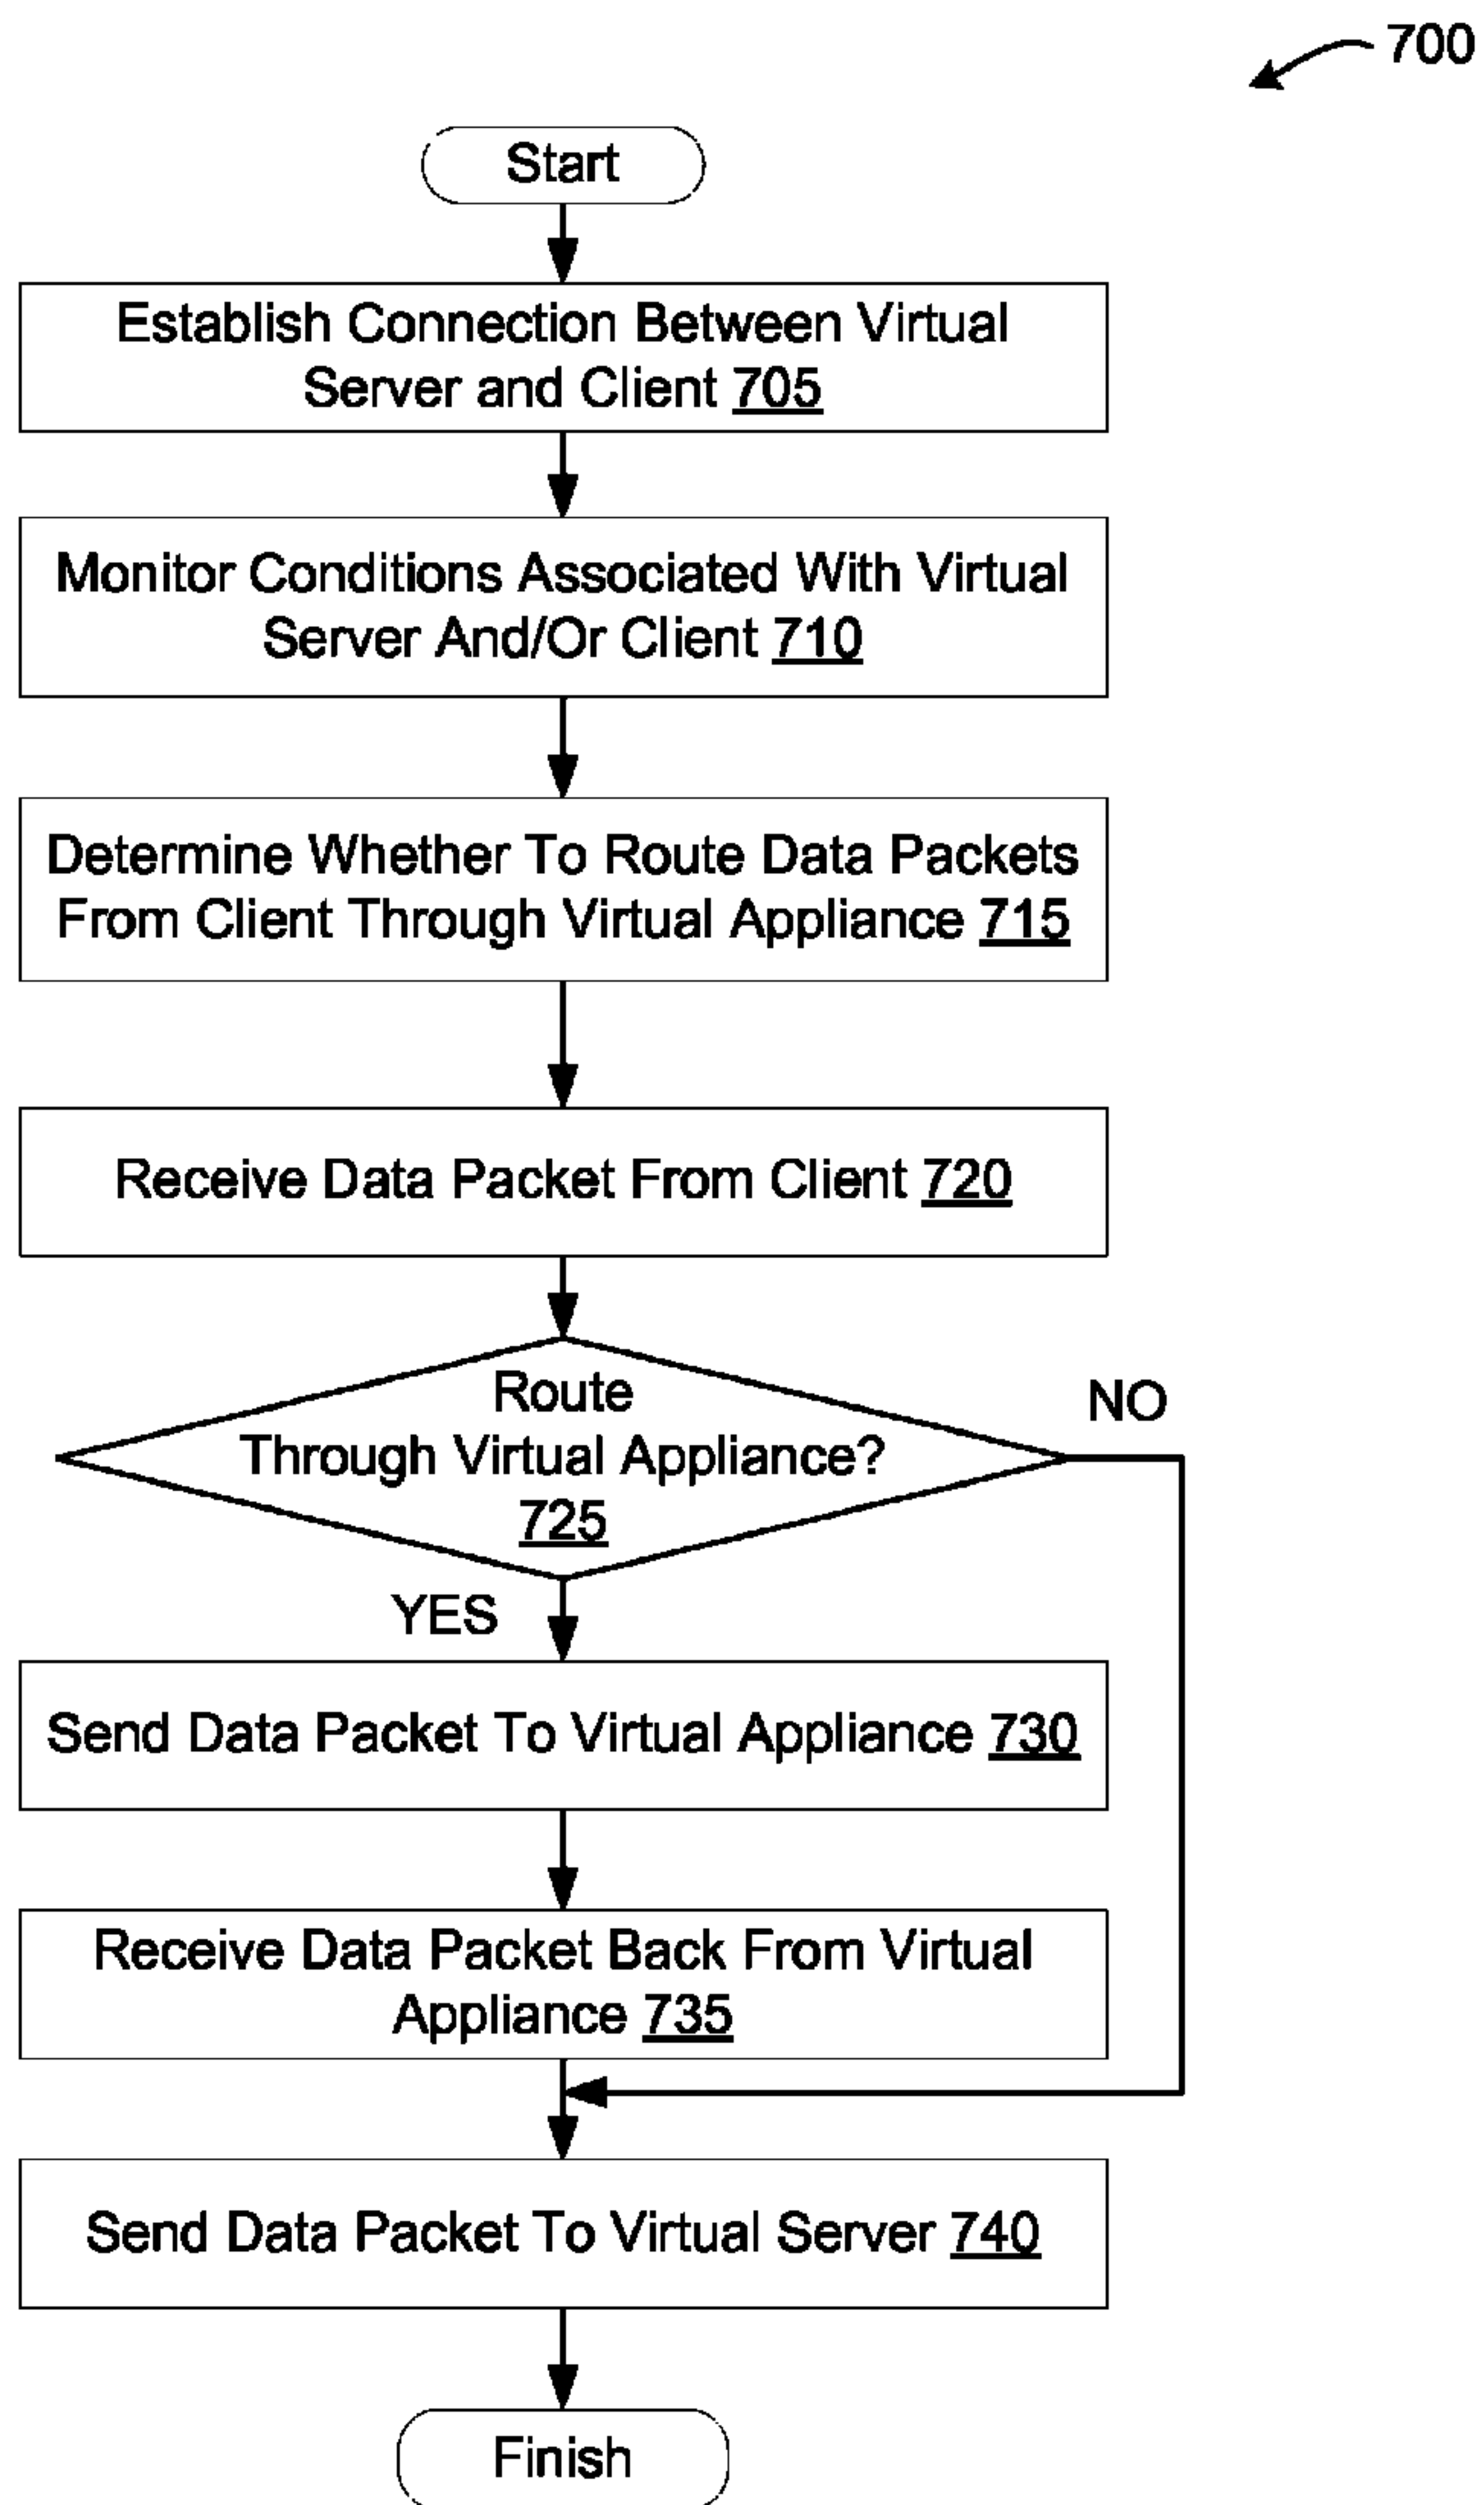 700
Start
Establish Connection Between Virtual
Server and Client 705
Monitor Conditions Associated With Virtual
Server And/Or Client 710
Determine Whether To Route Data Packets
From Client Through Virtual Appliance 715
Receive Data Packet From Client 720
Route
Through Virtual Appliance?
725
NO
YES
Send Data Packet To Virtual Appliance 730
Receive Data Packet Back From Virtual
Appliance 735
Send Data Packet To Virtual Server 740
Finish